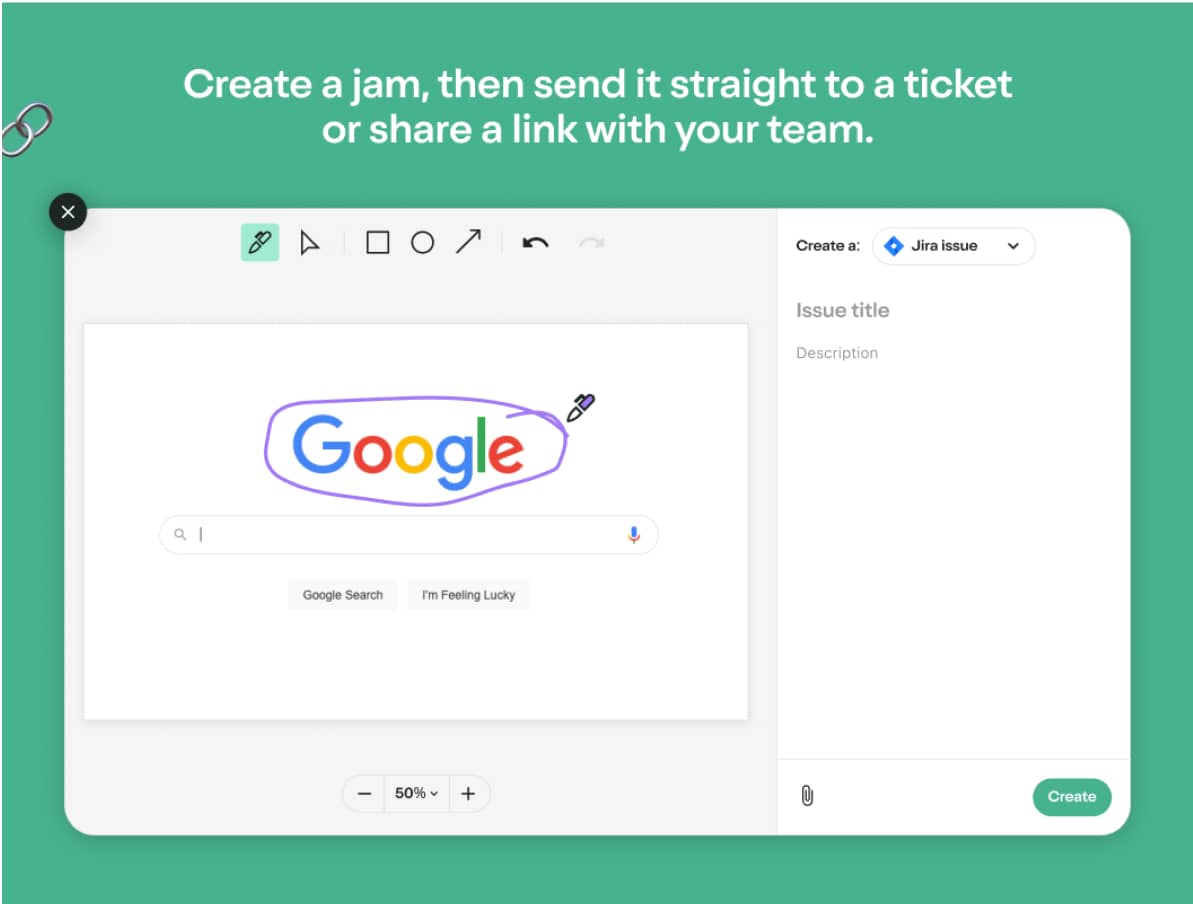 Create a jam, then send it straight to a ticket
or share a link with your team.
Create a:
Jira issue
Issue title
Description
Google
Google Search
I'm Feeling Lucky
50%
Create